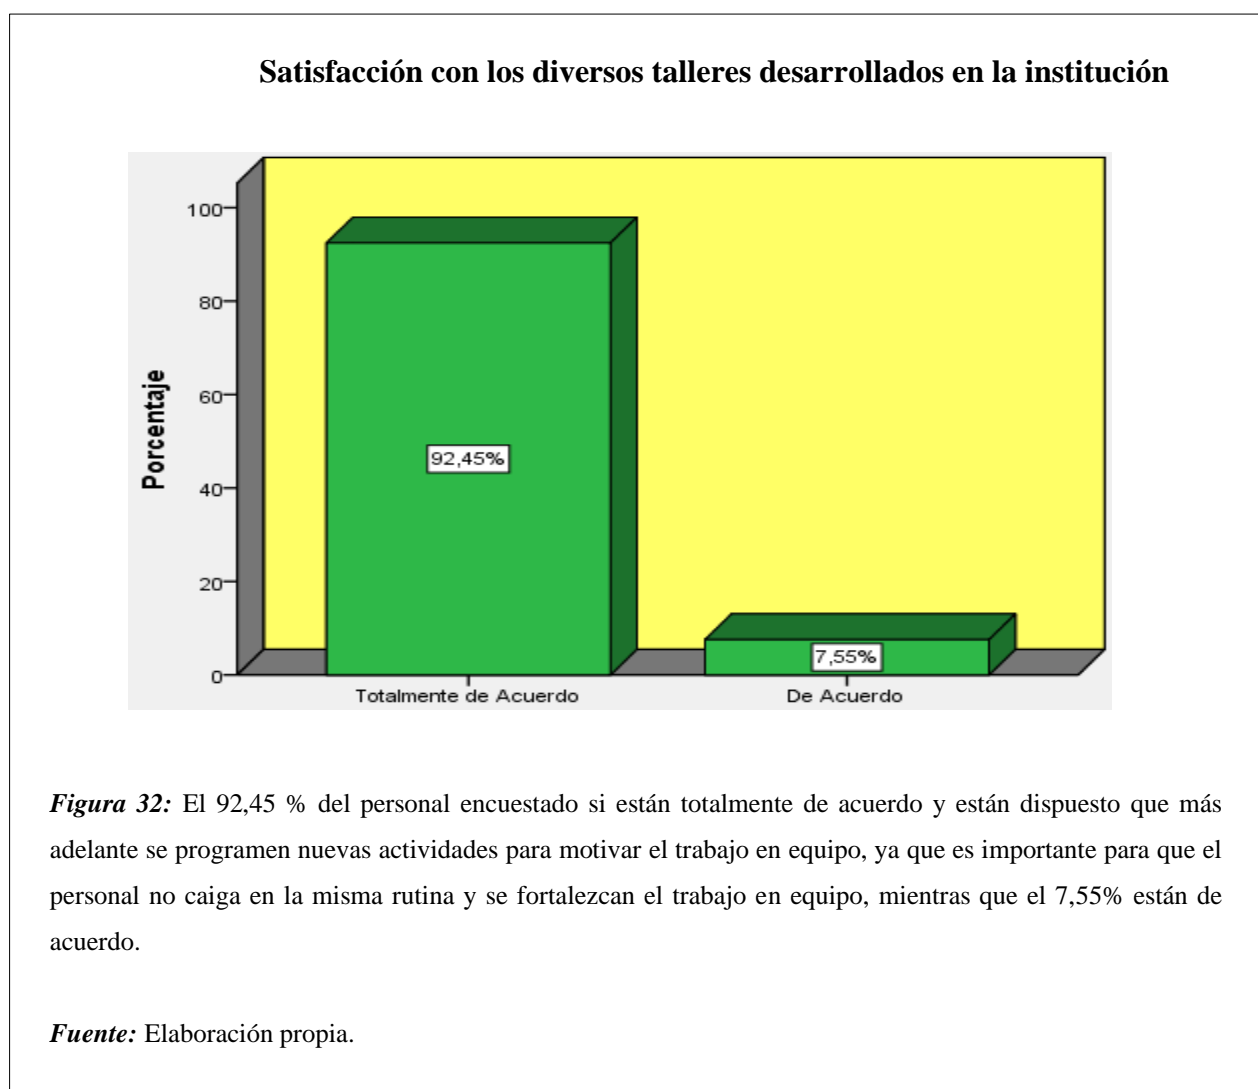 Satisfacción con los diversos talleres desarrollados en la institución
100
80
60
40
20
0
Porcentaje
92,45%
7,55%
Totalmente de Acuerdo
De Acuerdo
Figura 32: El 92,45 % del personal encuestado si están totalmente de acuerdo y están dispuesto que más
adelante se programen nuevas actividades para motivar el trabajo en equipo, ya que es importante para que el
personal no caiga en la misma rutina y se fortalezcan el trabajo en equipo, mientras que el 7,55% están de
acuerdo.
Fuente: Elaboración propia.